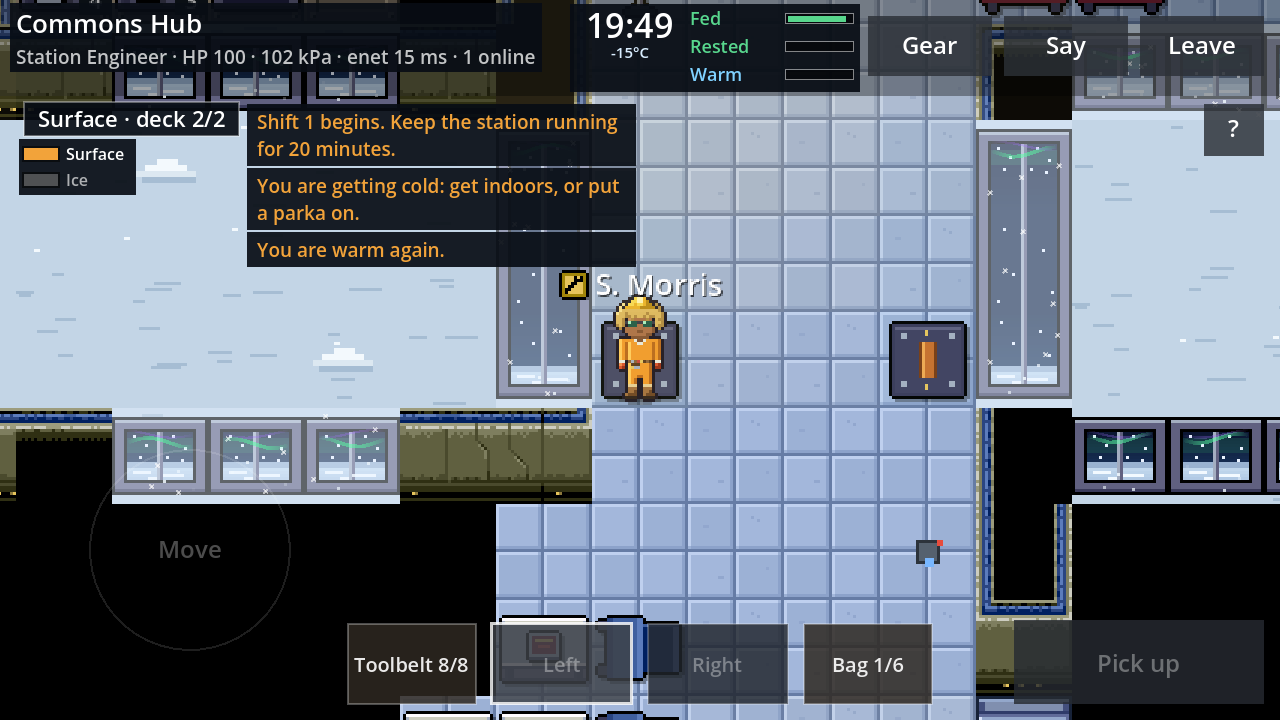 Commons Hub
Station Engineer · HP 100 · 102 kPa · enet 15 ms · 1 online
19:49
-15°C
Fed
Rested
Warm
Gear
Say
Leave
?
Surface · deck 2/2
Surface
Ice
Shift 1 begins. Keep the station running
for 20 minutes.
You are getting cold: get indoors, or put
a parka on.
You are warm again.
S. Morris
Move
Toolbelt 8/8
Left
Right
Bag 1/6
Pick up